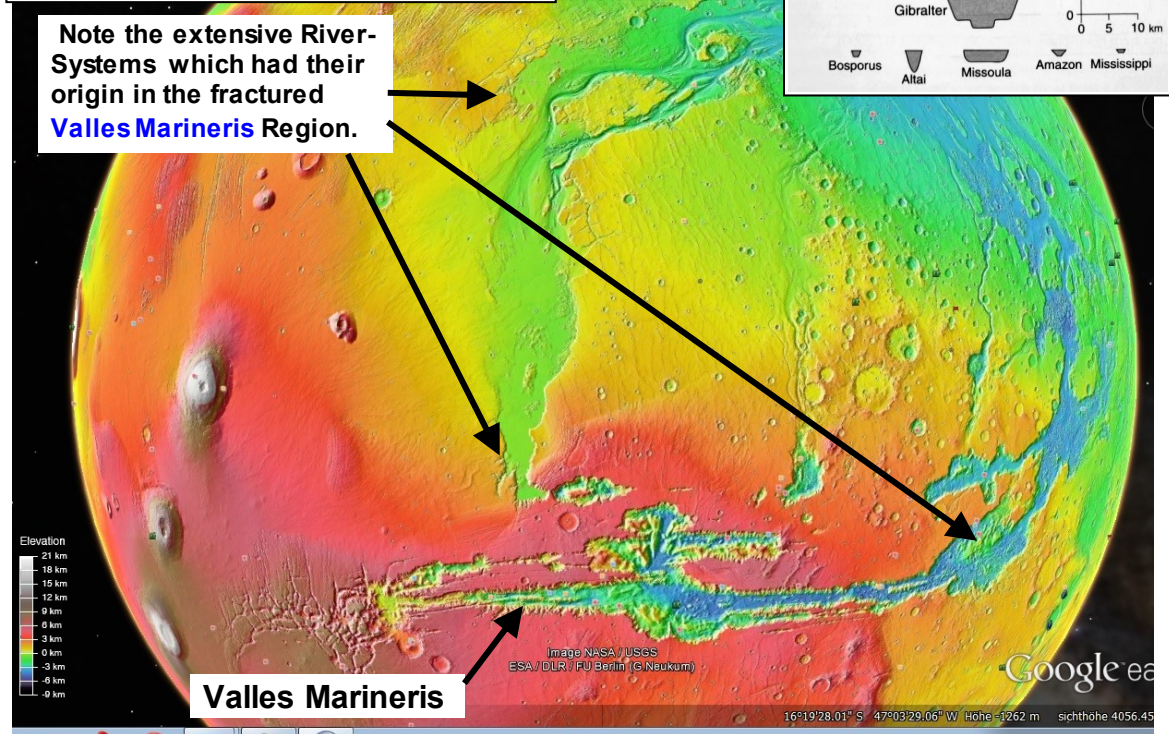 Note the extensive River-
Systems which had their
origin in the fractured
Valles Marineris Region.
Gibralter
0
0 5 10 km
Bosporus Altai Missoula Amazon Mississippi
Elevation
21 km
18 km
15 km
12 km
9 km
6 km
3 km
0 km
-3 km
-6 km
-9 km
Image NASA / USGS
ESA / DLR / FU Berlin (G Neukum)
Google ea
Valles Marineris
16°19'28.01" S 47°03'29.06" W Höhe -1262 m sichthöhe 4056.45